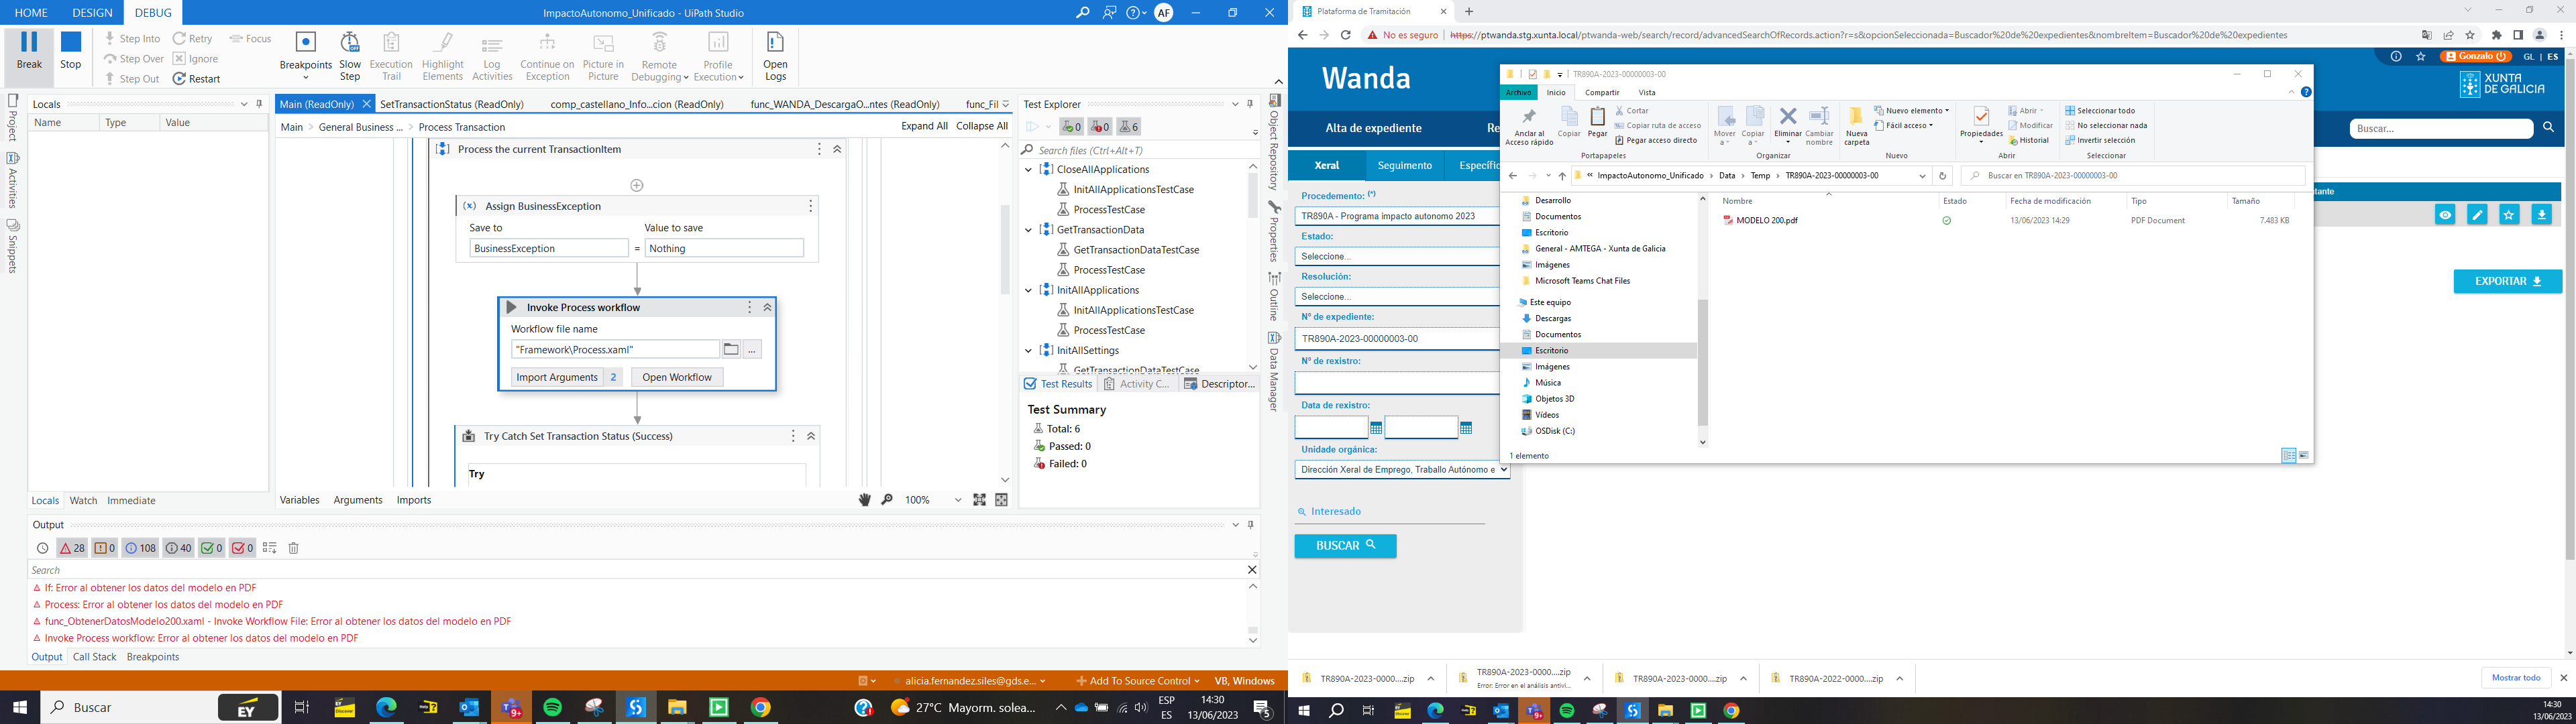 HOME DESIGN DEBUG
ImpactoAutonomo_Unificado - UiPath Studio
AF
Break
Stop
Step Into
Step Over
Step Out
Retry
Ignore
Restart
Focus
Breakpoints
Slow Step
Execution Trail
Highlight Elements
Log Activities
Continue on Exception
Picture in Picture
Remote Debugging
Profile Execution
Open Logs
Project
Activities
Snippets
Locals
Name Type Value
Locals Watch Immediate
Main (ReadOnly) SetTransactionStatus (ReadOnly) comp_castellano_Info...cion (ReadOnly) func_WANDA_DescargaO...ntes (ReadOnly) func_Fil
Main > General Business ... > Process Transaction
Expand All Collapse All
Process the current TransactionItem
Assign BusinessException
Save to Value to save
BusinessException = Nothing
Invoke Process workflow
Workflow file name
"Framework\Process.xaml"
...
Import Arguments 2 Open Workflow
Try Catch Set Transaction Status (Success)
Try
Variables Arguments Imports
100%
Test Explorer
0 0 6
Search files (Ctrl+Alt+T)
CloseAllApplications
InitAllApplicationsTestCase
ProcessTestCase
GetTransactionData
GetTransactionDataTestCase
ProcessTestCase
InitAllApplications
InitAllApplicationsTestCase
ProcessTestCase
InitAllSettings
GetTransactionDataTestCase
Test Results Activity C... Descriptor...
Test Summary
Total: 6
Passed: 0
Failed: 0
Object Repository
Properties
Outline
Data Manager
Output
28 0 108 40 0 0
Search
If: Error al obtener los datos del modelo en PDF
Process: Error al obtener los datos del modelo en PDF
func_ObtenerDatosModelo200.xaml - Invoke Workflow File: Error al obtener los datos del modelo en PDF
Invoke Process workflow: Error al obtener los datos del modelo en PDF
Output Call Stack Breakpoints
alicia.fernandez.siles@gds.e... Add To Source Control VB, Windows
Buscar
EY
27°C Mayorm. solea...
ESP
ES
14:30
13/06/2023
5
Plataforma de Tramitación
No es seguro
https://ptwanda.stg.xunta.local/ptwanda-web/search/record/advancedSearchOfRecords.action?r=s&opcionSeleccionada=Buscador%20de%20expedientes&nombreItem=Buscador%20de%20expedientes
Wanda
Gonzalo
GL | ES
XUNTA
DE GALICIA
Alta de expediente Re
Buscar...
Xeral Seguimento Específic
Procedemento: (*)
TR890A - Programa impacto autonomo 2023
Estado:
Seleccione...
Resolución:
Seleccione...
Nº de expediente:
TR890A-2023-00000003-00
Nº de rexistro:
Data de rexistro:
Unidade orgánica:
Dirección Xeral de Emprego, Traballo Autónomo e
Interesado
BUSCAR
tante
EXPORTAR
TR890A-2023-00000003-00
Archivo Inicio Compartir Vista
Anclar al Acceso rápido
Copiar
Pegar
Cortar
Copiar ruta de acceso
Pegar acceso directo
Portapapeles
Mover a
Copiar a
Eliminar
Cambiar nombre
Organizar
Nueva carpeta
Nuevo elemento
Fácil acceso
Nuevo
Propiedades
Abrir
Modificar
Historial
Abrir
Seleccionar todo
No seleccionar nada
Invertir selección
Seleccionar
« ImpactoAutonomo_Unificado > Data > Temp > TR890A-2023-00000003-00
Buscar en TR890A-2023-00000003-00
Desarrollo
Documentos
Escritorio
General - AMTEGA - Xunta de Galicia
Imágenes
Microsoft Teams Chat Files
Este equipo
Descargas
Documentos
Escritorio
Imágenes
Música
Objetos 3D
Vídeos
OSDisk (C:)
Nombre Estado Fecha de modificación Tipo Tamaño
MODELO 200.pdf 13/06/2023 14:29 PDF Document 7.483 KB
1 elemento
TR890A-2023-0000....zip
TR890A-2023-0000....zip
Error: Error en el análisis antivi...
TR890A-2023-0000....zip
TR890A-2022-0000....zip
Mostrar todo
14:30
13/06/2023